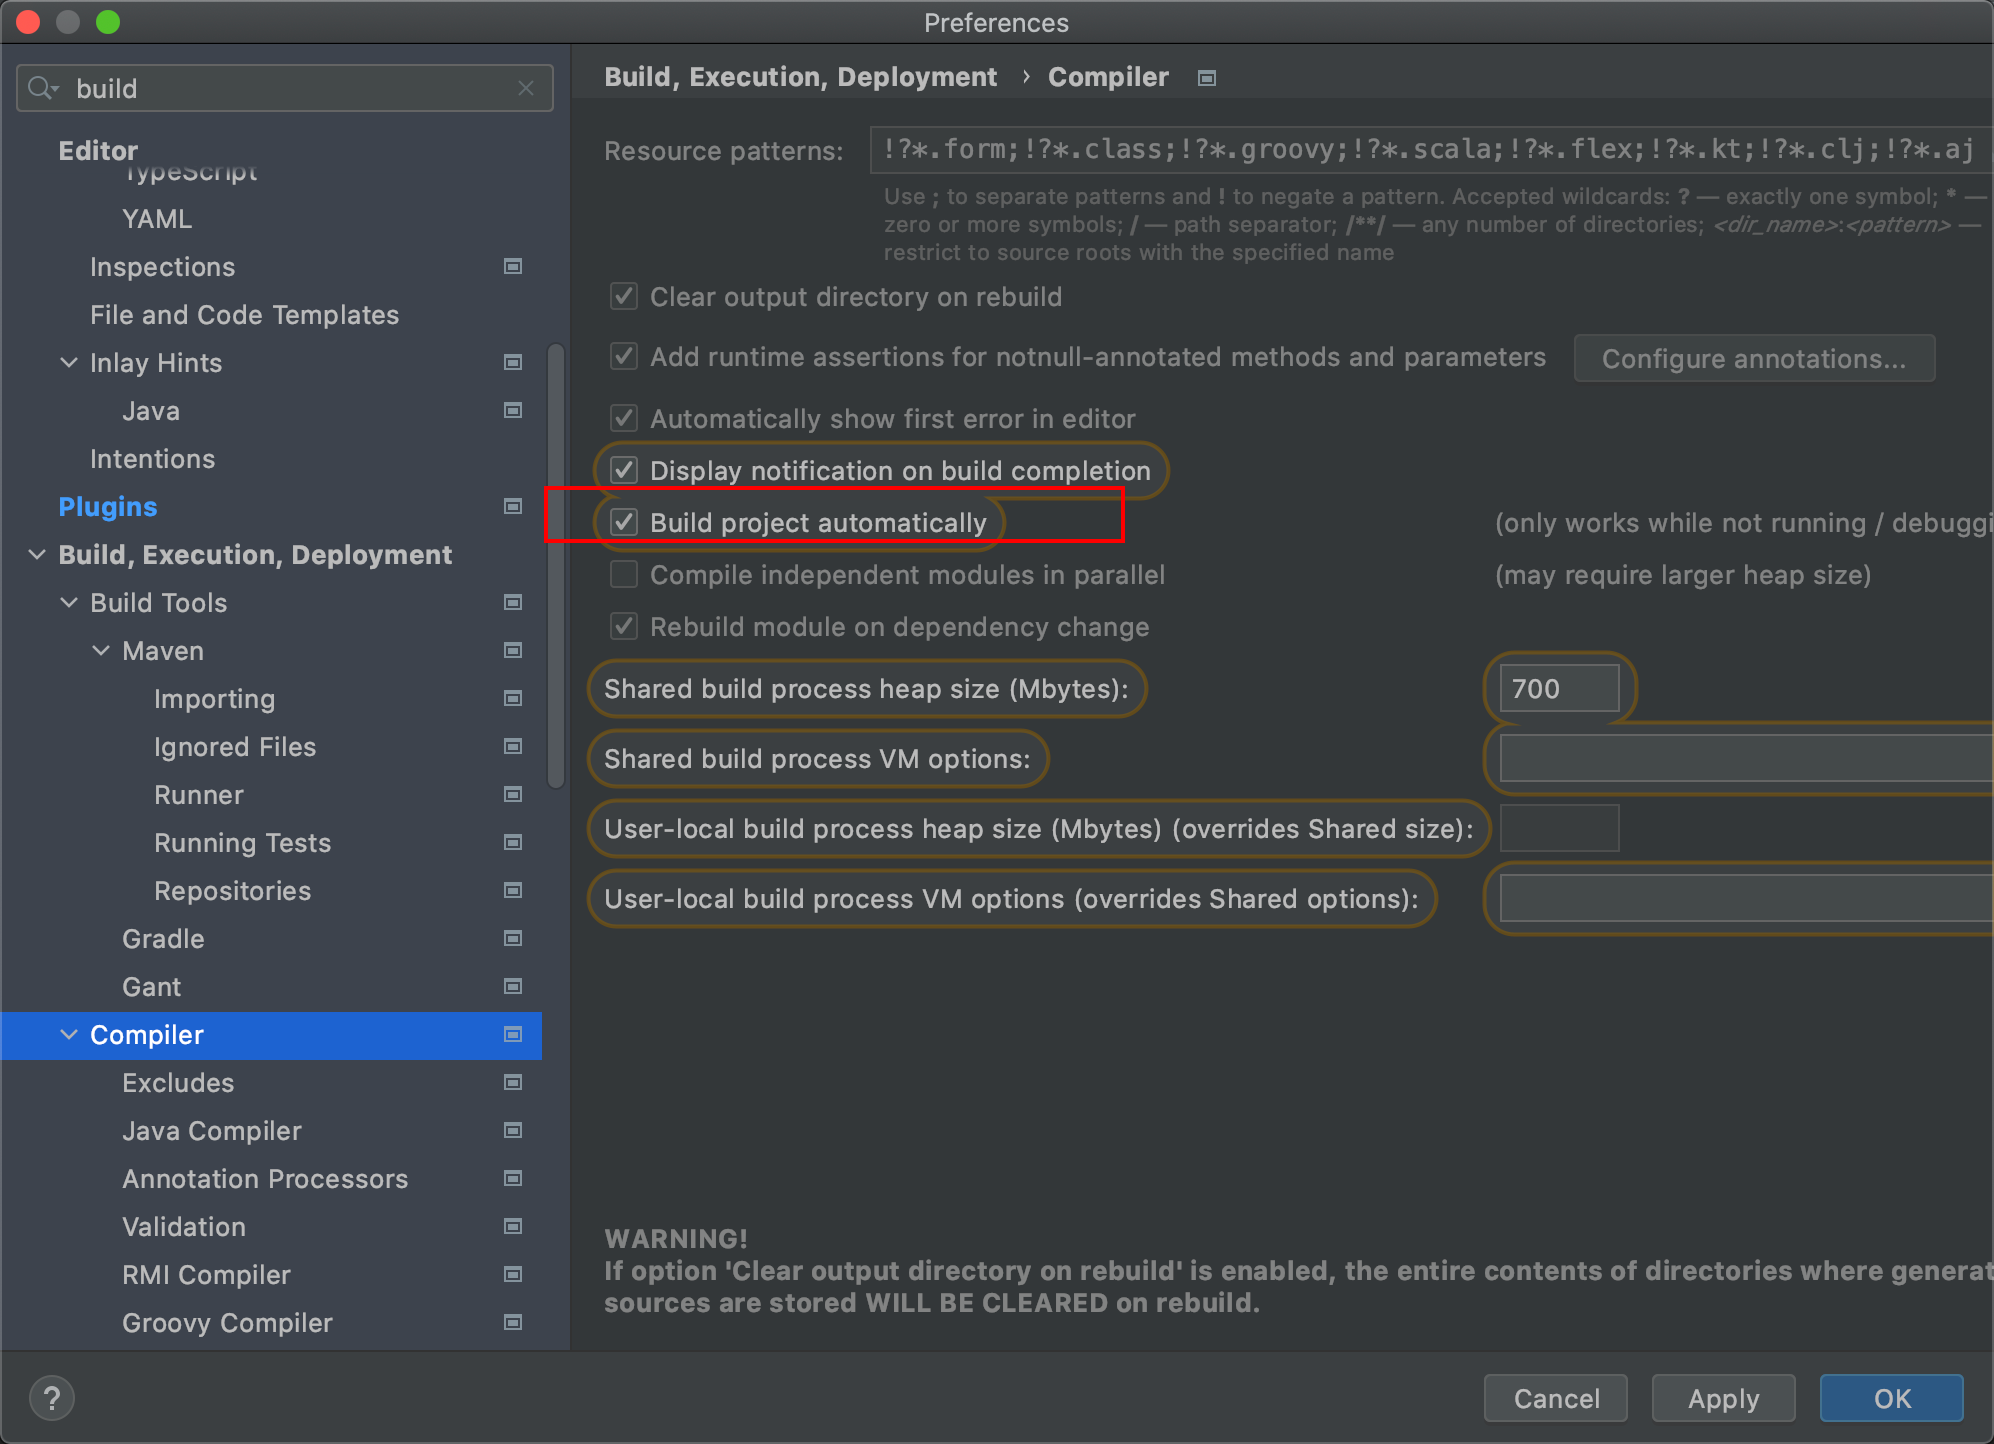 Preferences
build
Editor
TypeScript
YAML
Inspections
File and Code Templates
Inlay Hints
Java
Intentions
Plugins
Build, Execution, Deployment
Build Tools
Maven
Importing
Ignored Files
Runner
Running Tests
Repositories
Gradle
Gant
Compiler
Excludes
Java Compiler
Annotation Processors
Validation
RMI Compiler
Groovy Compiler
Build, Execution, Deployment › Compiler
Resource patterns: !?*.form;!?*.class;!?*.groovy;!?*.scala;!?*.flex;!?*.kt;!?*.clj;!?*.aj
Use ; to separate patterns and ! to negate a pattern. Accepted wildcards: ? — exactly one symbol; * —
zero or more symbols; / — path separator; /**/ — any number of directories; <dir_name>:<pattern> —
restrict to source roots with the specified name
Clear output directory on rebuild
Add runtime assertions for notnull-annotated methods and parameters Configure annotations...
Automatically show first error in editor
Display notification on build completion
Build project automatically (only works while not running / debuggi
Compile independent modules in parallel (may require larger heap size)
Rebuild module on dependency change
Shared build process heap size (Mbytes): 700
Shared build process VM options:
User-local build process heap size (Mbytes) (overrides Shared size):
User-local build process VM options (overrides Shared options):
WARNING!
If option 'Clear output directory on rebuild' is enabled, the entire contents of directories where generat
sources are stored WILL BE CLEARED on rebuild.
? Cancel Apply OK